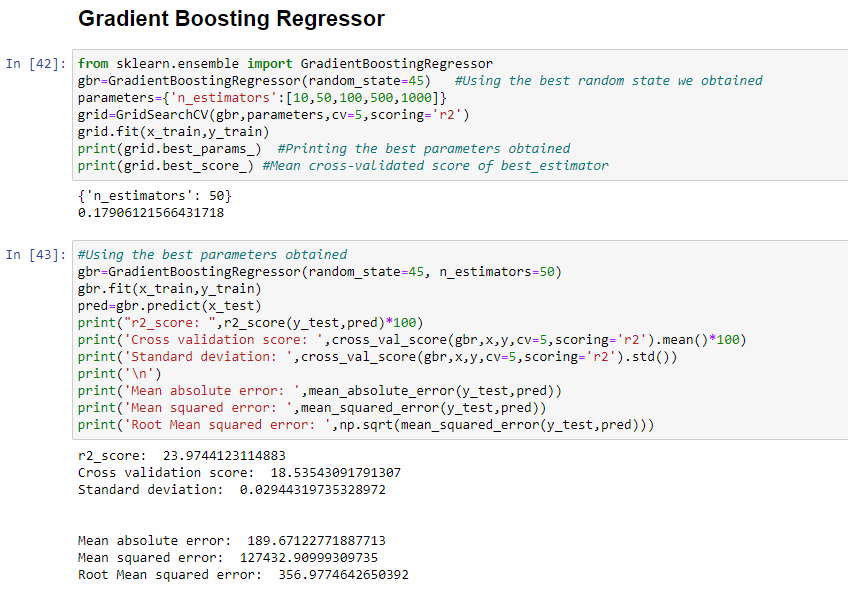 Gradient Boosting Regressor
In [42]: from sklearn.ensemble import GradientBoostingRegressor
gbr=GradientBoostingRegressor(random_state=45)   #Using the best random state we obtained
parameters={'n_estimators':[10,50,100,500,1000]}
grid=GridSearchCV(gbr,parameters,cv=5,scoring='r2')
grid.fit(x_train,y_train)
print(grid.best_params_)  #Printing the best parameters obtained
print(grid.best_score_) #Mean cross-validated score of best_estimator
{'n_estimators': 50}
0.17906121566431718
In [43]: #Using the best parameters obtained
gbr=GradientBoostingRegressor(random_state=45, n_estimators=50)
gbr.fit(x_train,y_train)
pred=gbr.predict(x_test)
print("r2_score: ",r2_score(y_test,pred)*100)
print('Cross validation score: ',cross_val_score(gbr,x,y,cv=5,scoring='r2').mean()*100)
print('Standard deviation: ',cross_val_score(gbr,x,y,cv=5,scoring='r2').std())
print('\n')
print('Mean absolute error: ',mean_absolute_error(y_test,pred))
print('Mean squared error: ',mean_squared_error(y_test,pred))
print('Root Mean squared error: ',np.sqrt(mean_squared_error(y_test,pred)))
r2_score:  23.9744123114883
Cross validation score:  18.53543091791307
Standard deviation:  0.02944319735328972
Mean absolute error:  189.67122771887713
Mean squared error:  127432.90999309735
Root Mean squared error:  356.9774642650392